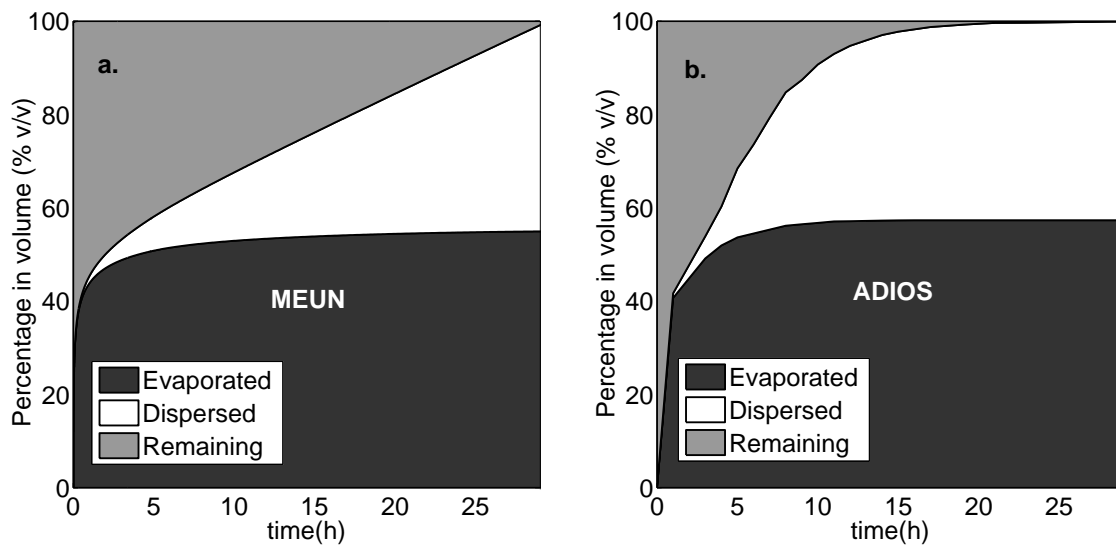 a.
Percentage in volume (% v/v)
100
80
60
40
20
0
MEUN
Evaporated
Dispersed
Remaining
0 5 10 15 20 25
time(h)
b.
Percentage in volume (% v/v)
100
80
60
40
20
0
ADIOS
Evaporated
Dispersed
Remaining
0 5 10 15 20 25
time(h)